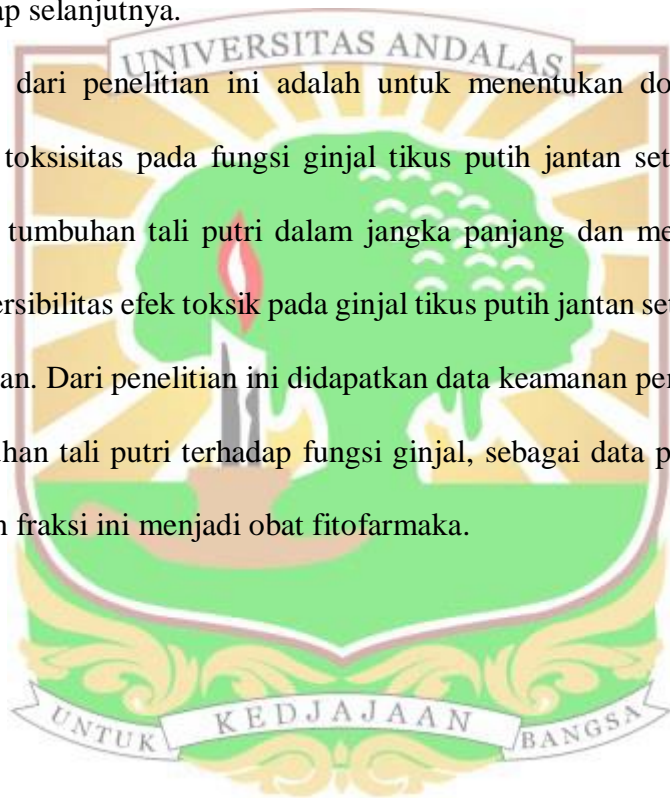 ap selanjutnya.
UNIVERSITAS ANDALAS
dari penelitian ini adalah untuk menentukan do
toksisitas pada fungsi ginjal tikus putih jantan set
tumbuhan tali putri dalam jangka panjang dan me
ersibilitas efek toksik pada ginjal tikus putih jantan se
an. Dari penelitian ini didapatkan data keamanan per
han tali putri terhadap fungsi ginjal, sebagai data p
n fraksi ini menjadi obat fitofarmaka.
UNTUK KEDJAJAAN BANGSA